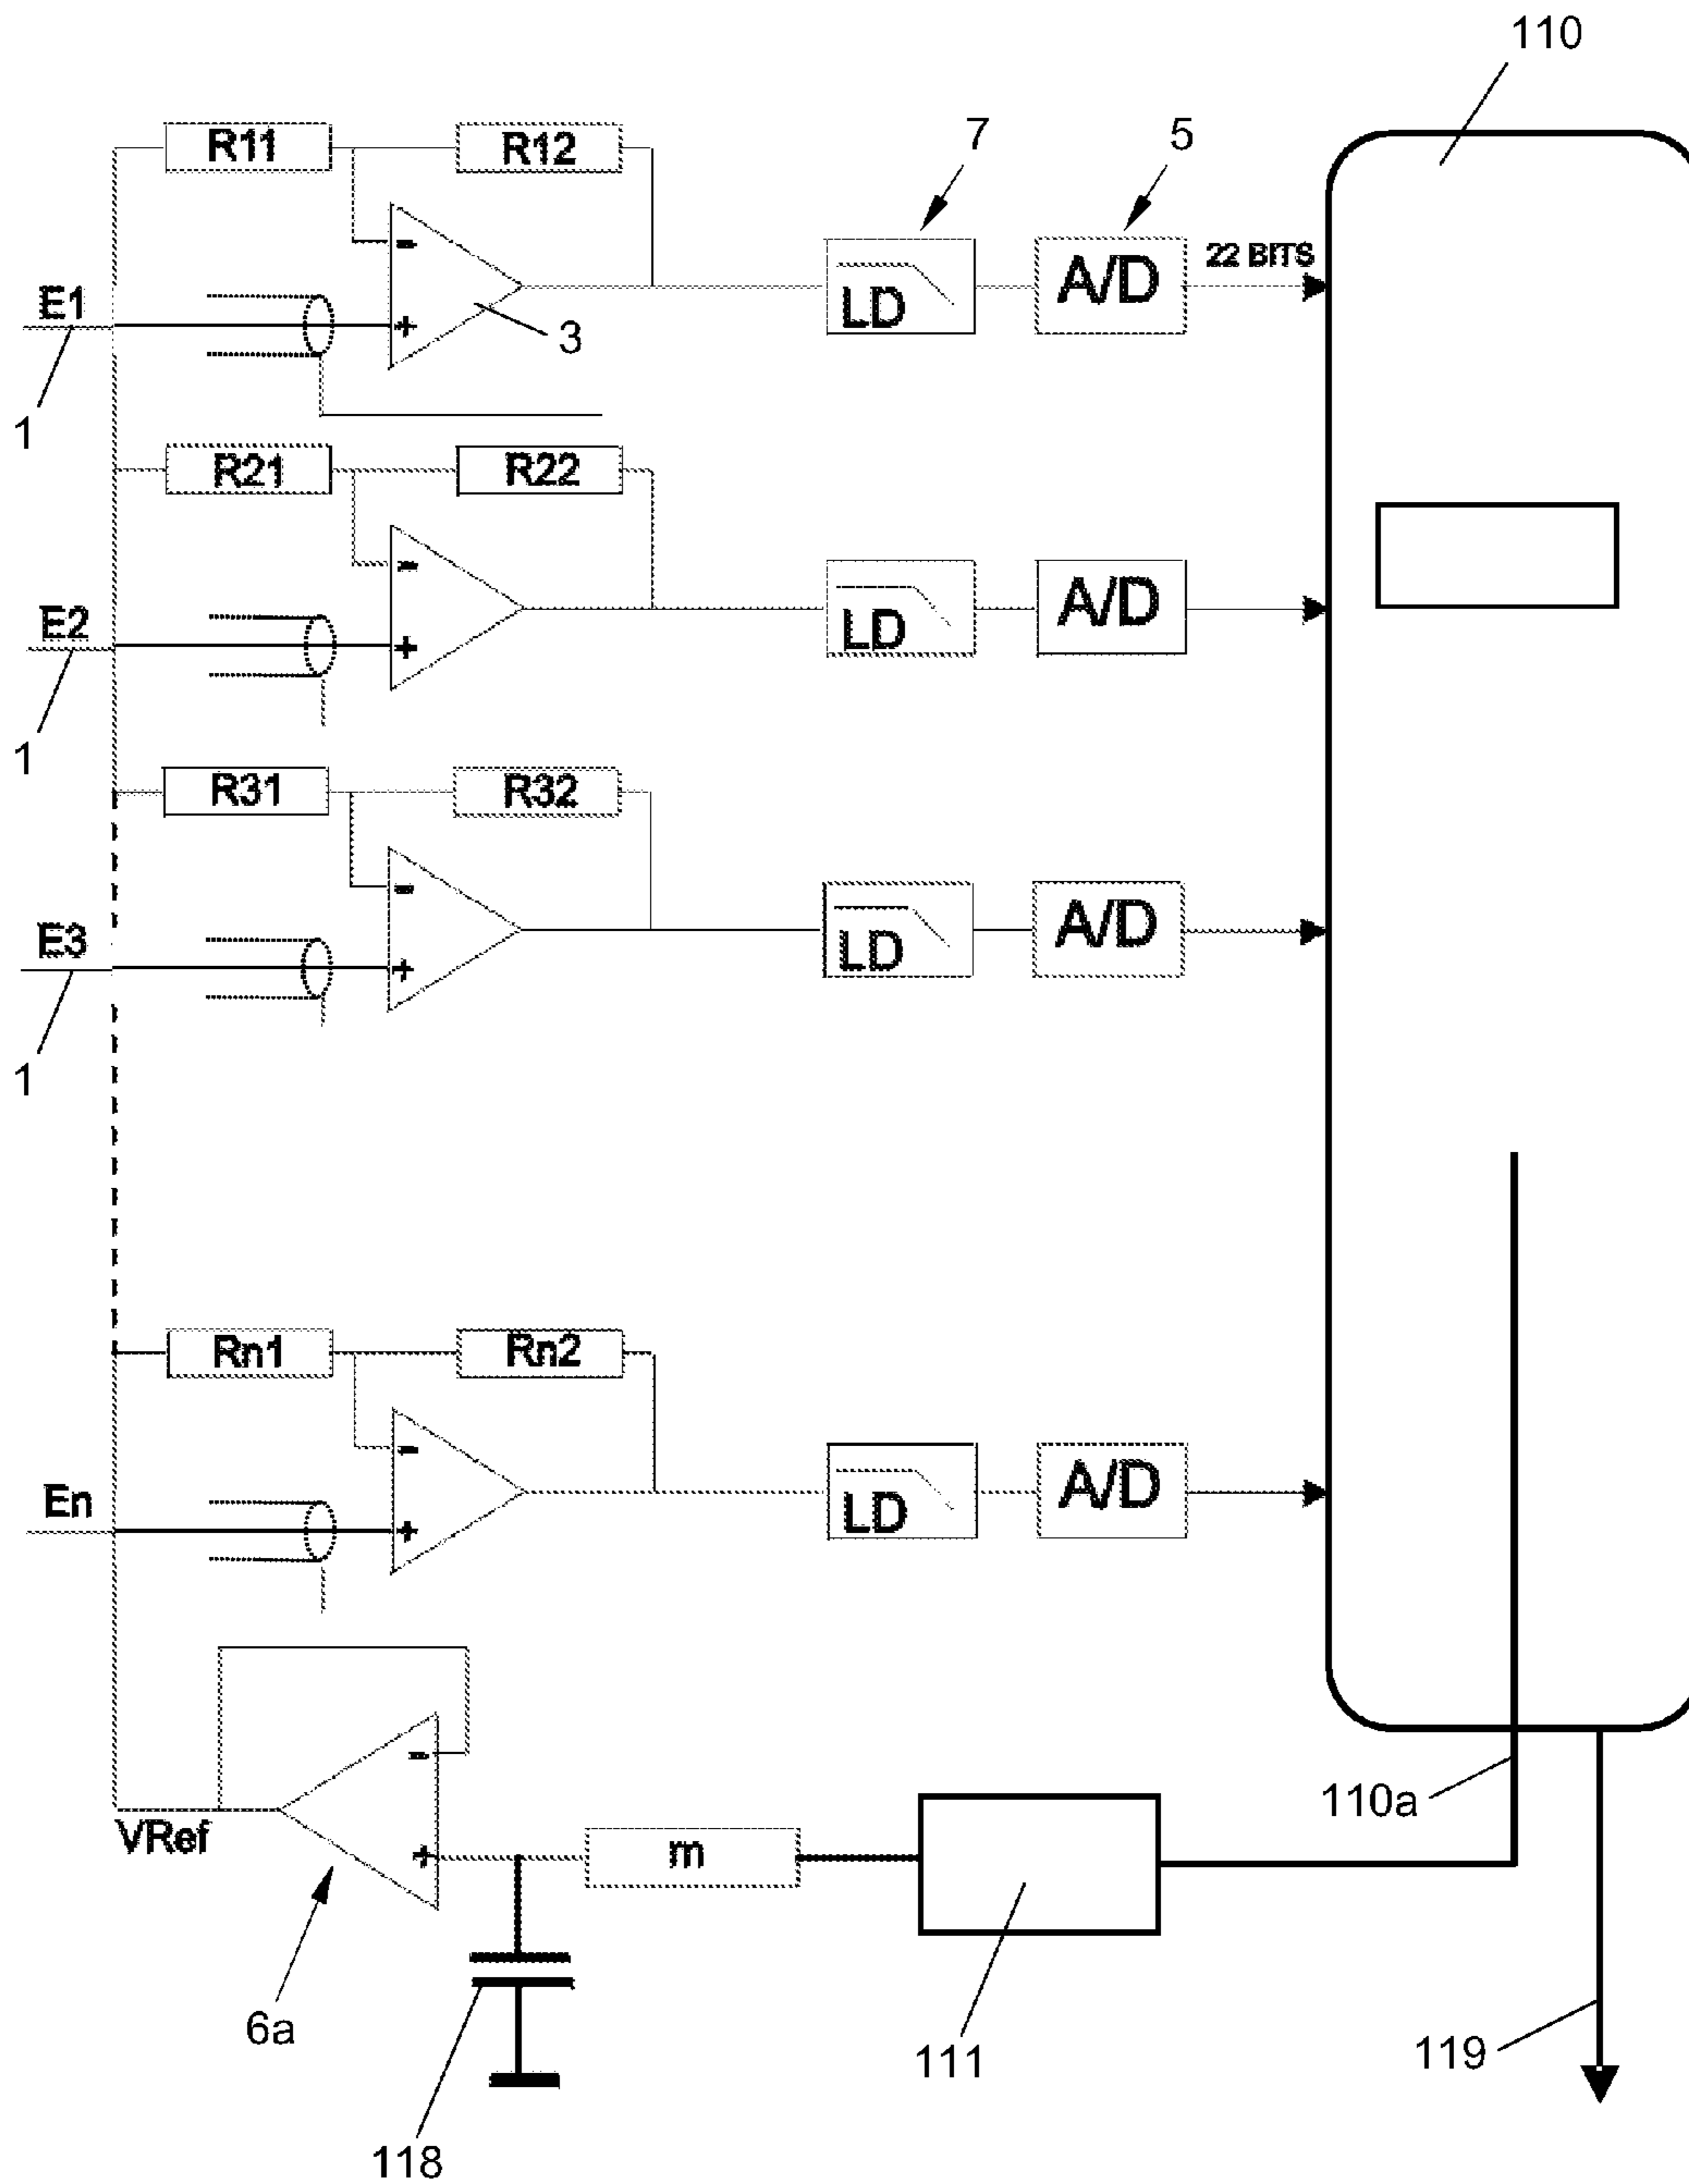 110
R11 R12
7 5
- A/D 22 BITS
E1 LD
+ 3
1
R21 R22
- A/D
E2 LD
+
1
R31 R32
- A/D
E3 LD
+
1
Rn1 Rn2
- A/D
En LD
+
-
110a
VRef + m
6a
111 119
118